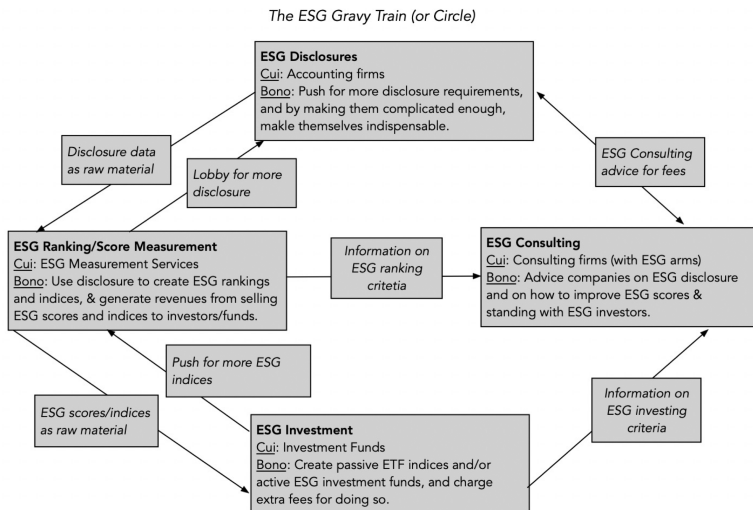 The ESG Gravy Train (or Circle)
ESG Disclosures
Cui: Accounting firms
Bono: Push for more disclosure requirements,
and by making them complicated enough,
makle themselves indispensable.
Disclosure data
as raw material
Lobby for more
disclosure
ESG Consulting
advice for fees
ESG Ranking/Score Measurement
Cui: ESG Measurement Services
Bono: Use disclosure to create ESG rankings
and indices, & generate revenues from selling
ESG scores and indices to investors/funds.
Information on
ESG ranking
critetia
ESG Consulting
Cui: Consulting firms (with ESG arms)
Bono: Advice companies on ESG disclosure
and on how to improve ESG scores &
standing with ESG investors.
Push for more ESG
indices
ESG scores/indices
as raw material
Information on
ESG investing
criteria
ESG Investment
Cui: Investment Funds
Bono: Create passive ETF indices and/or
active ESG investment funds, and charge
extra fees for doing so.